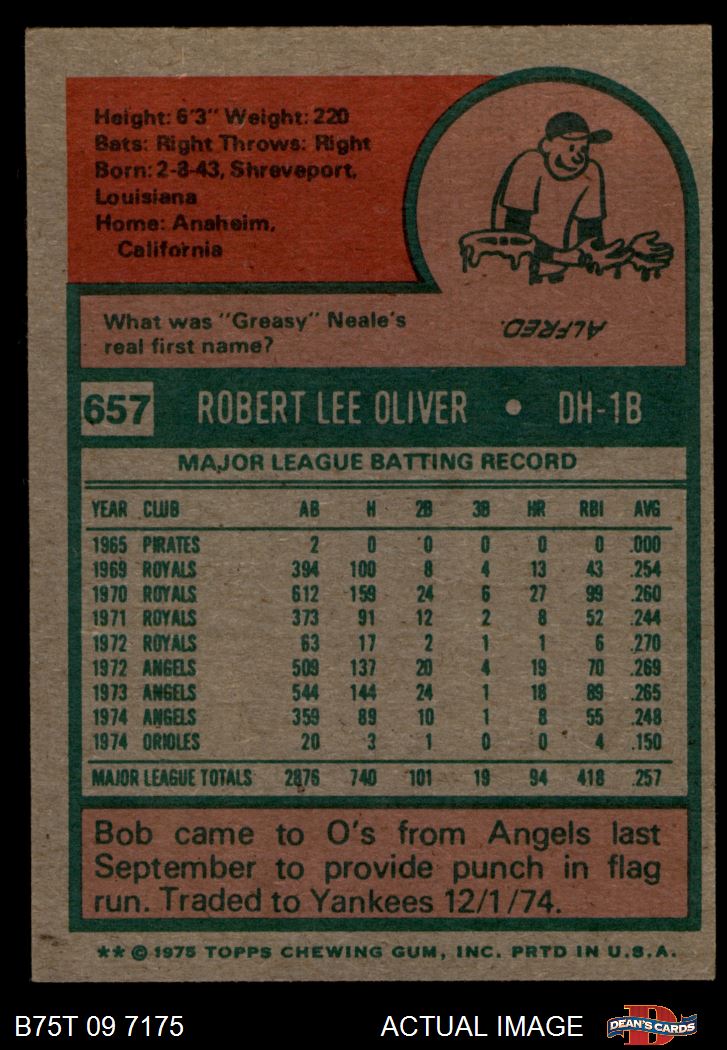 Height: 6'3" Weight: 220
Bats: Right Throws: Right
Born: 2-8-43, Shreveport,
Louisiana
Home: Anaheim,
California
What was "Greasy" Neale's
real first name?
ALFRED.
657 ROBERT LEE OLIVER • DH-1B
MAJOR LEAGUE BATTING RECORD
YEAR CLUB AB H 2B 3B HR RBI AVG
1965 PIRATES 2 0 0 0 0 0 .000
1969 ROYALS 394 100 8 4 13 43 .254
1970 ROYALS 612 159 24 6 27 99 .260
1971 ROYALS 373 91 12 2 8 52 .244
1972 ROYALS 63 17 2 1 1 6 .270
1972 ANGELS 509 137 20 4 19 70 .269
1973 ANGELS 544 144 24 1 18 89 .265
1974 ANGELS 359 89 10 1 8 55 .248
1974 ORIOLES 20 3 1 0 0 4 .150
MAJOR LEAGUE TOTALS 2876 740 101 19 94 418 .257
Bob came to O's from Angels last
September to provide punch in flag
run. Traded to Yankees 12/1/74.
** © 1975 TOPPS CHEWING GUM, INC. PRTD IN U.S.A.
B75T 09 7175 ACTUAL IMAGE DEAN'S CARDS